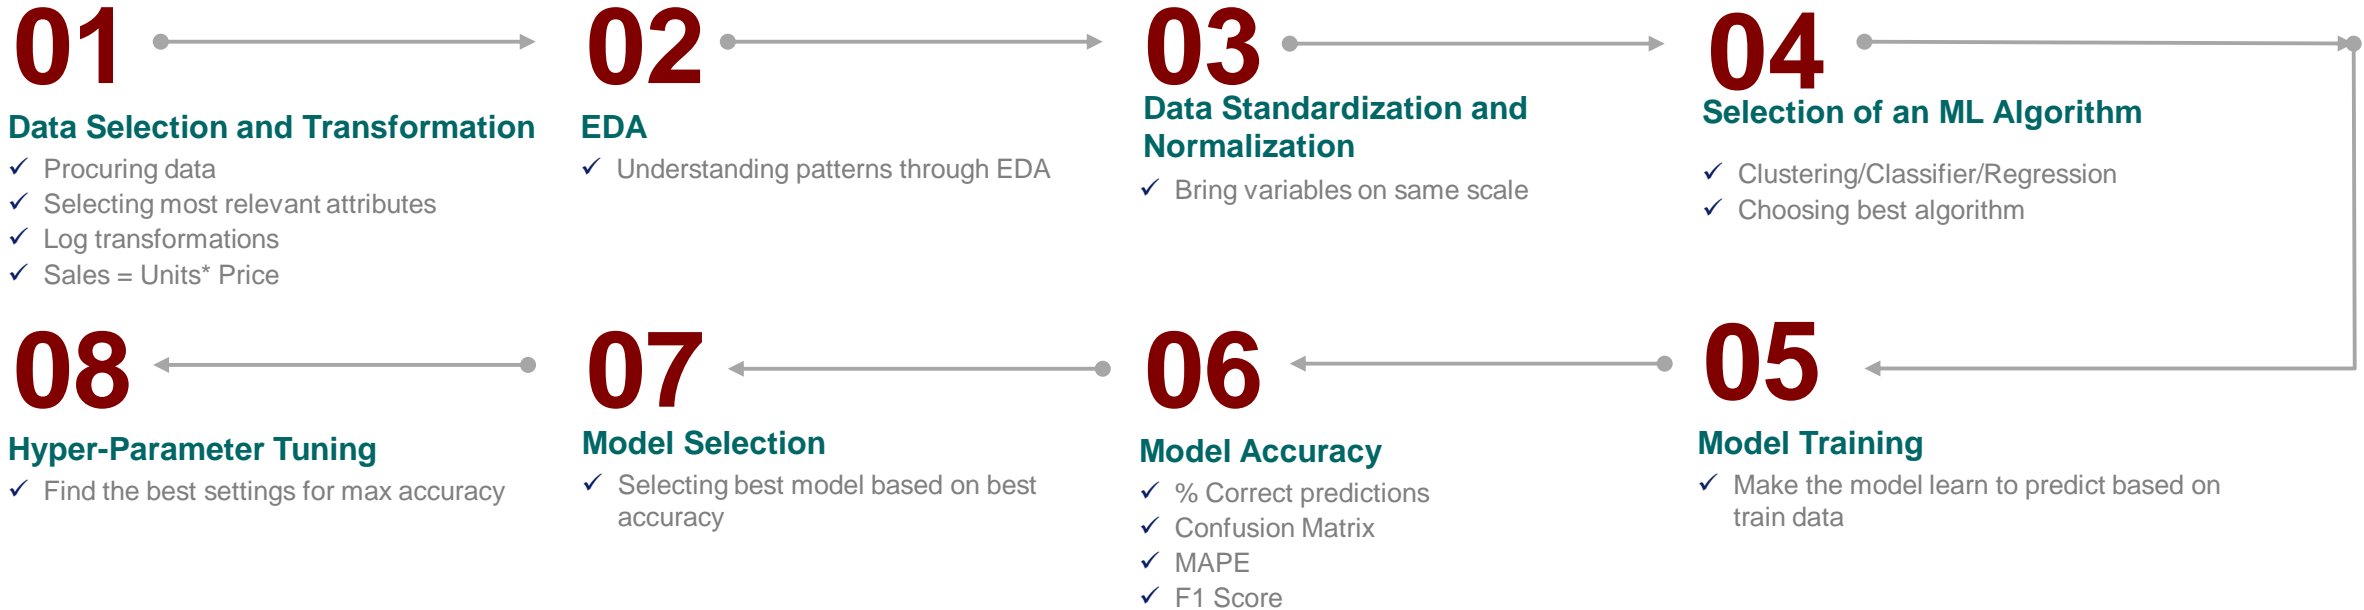 01
Data Selection and Transformation
✓ Procuring data
✓ Selecting most relevant attributes
✓ Log transformations
✓ Sales = Units* Price
02
EDA
✓ Understanding patterns through EDA
03
Data Standardization and
Normalization
✓ Bring variables on same scale
04
Selection of an ML Algorithm
✓ Clustering/Classifier/Regression
✓ Choosing best algorithm
05
Model Training
✓ Make the model learn to predict based on
train data
06
Model Accuracy
✓ % Correct predictions
✓ Confusion Matrix
✓ MAPE
✓ F1 Score
07
Model Selection
✓ Selecting best model based on best
accuracy
08
Hyper-Parameter Tuning
✓ Find the best settings for max accuracy